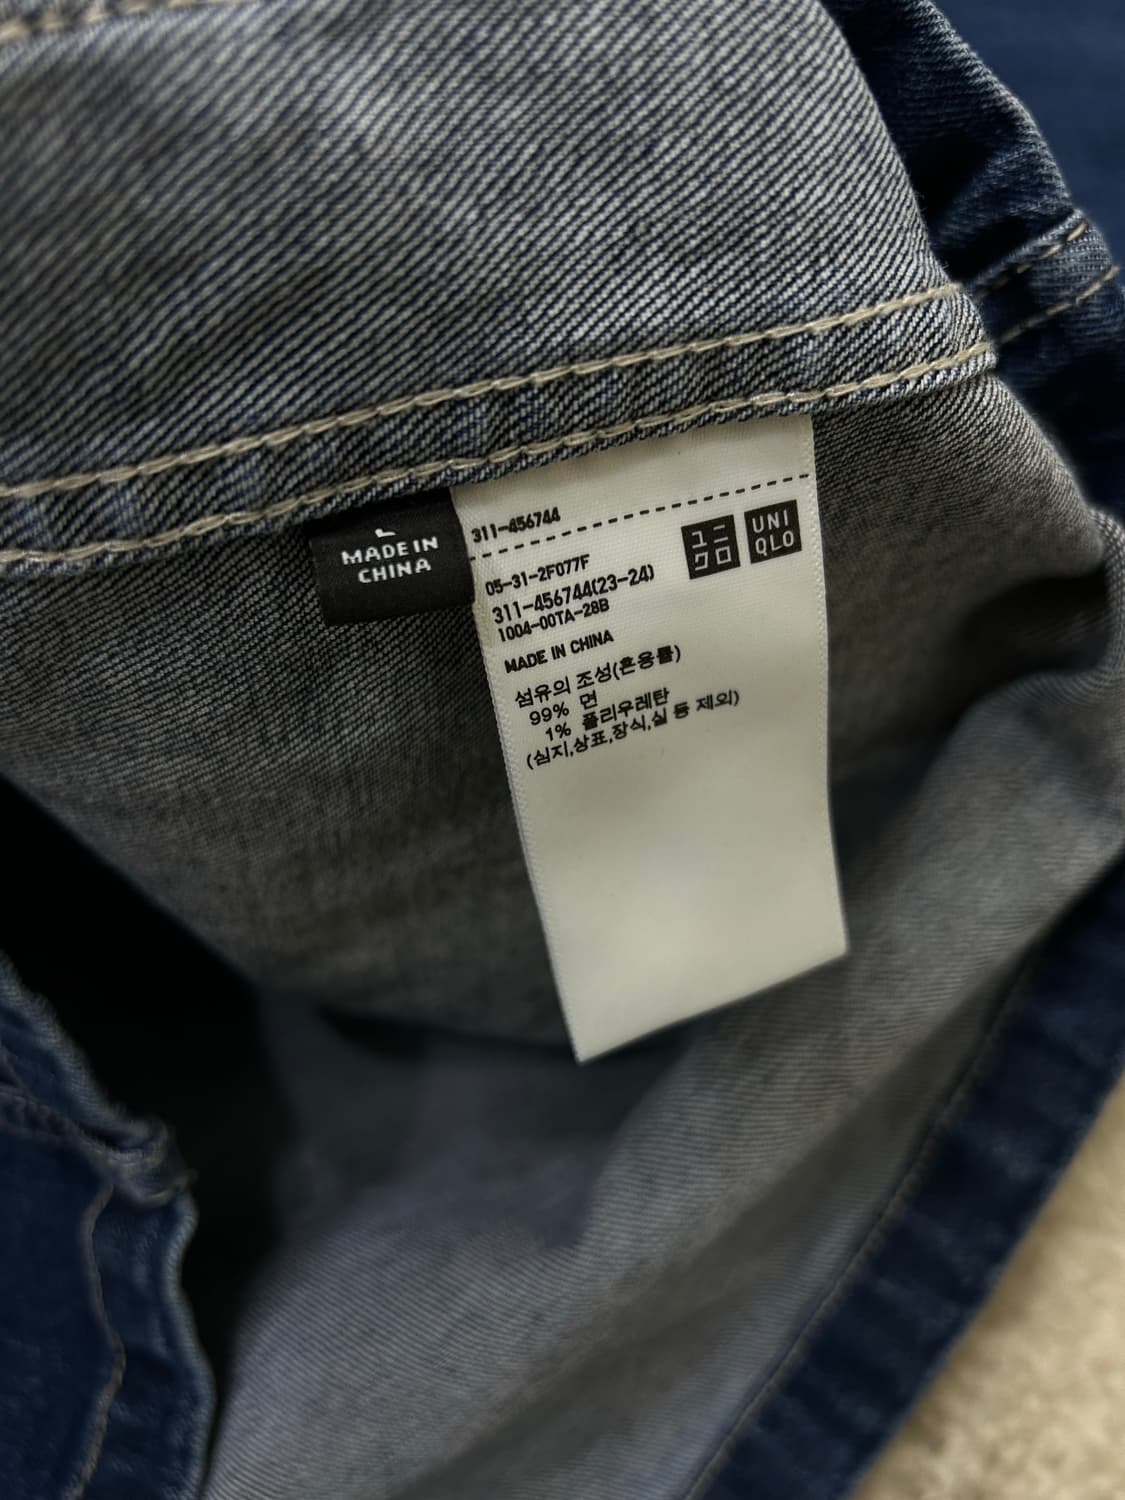 L
MADE IN
CHINA
311-456744
ユニ
クロ
UNI
QLO
05-31-2F077F
311-456744(23-24)
1004-00TA-28B
MADE IN CHINA
섬유의 조성(혼용률)
99% 면
1% 폴리우레탄
(심지,상표,장식,실 등 제외)